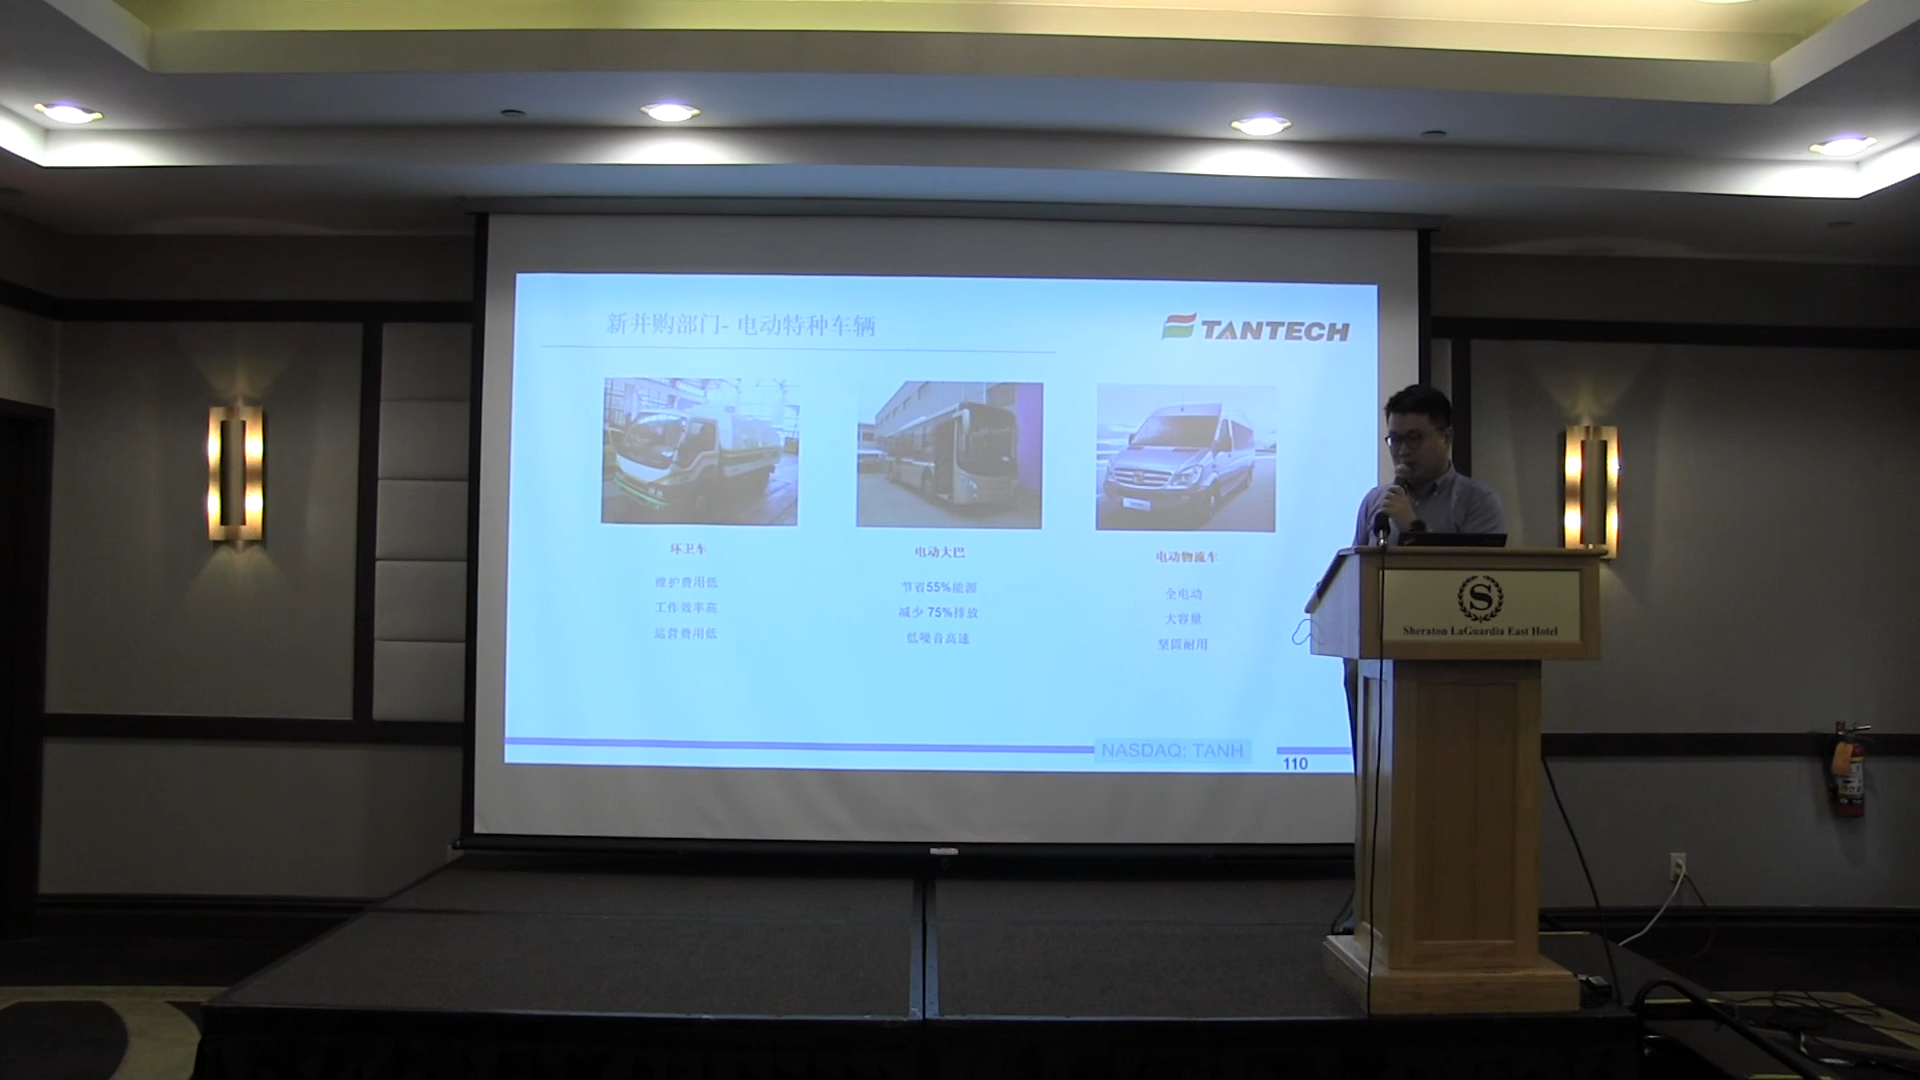 新并购部门- 电动特种车辆
TANTECH
环卫车
维护费用低
工作效率高
运营费用低
电动大巴
节省55%能源
减少 75%排放
低噪音高速
电动物流车
全电动
大容量
坚固耐用
NASDAQ: TANH
110
S
Sheraton LaGuardia East Hotel